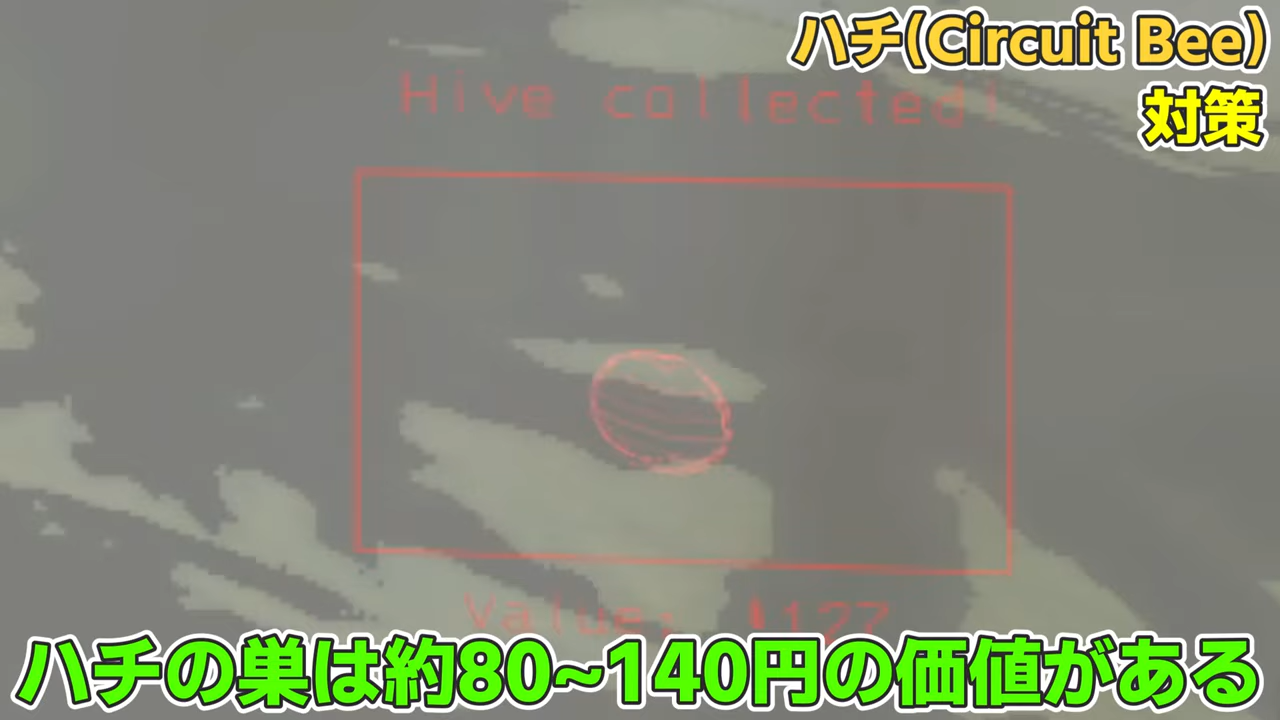 ハチ(Circuit Bee)
対策
Hive collected!
Value: ▮127
ハチの巣は約80~140円の価値がある